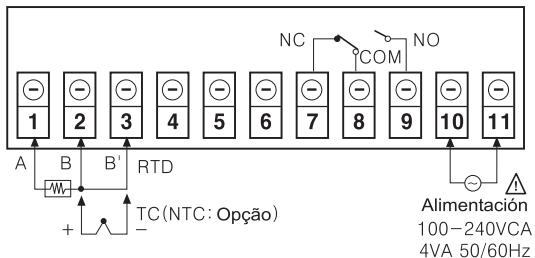 NC NO
COM
1 2 3 4 5 6 7 8 9 10 11
A B B' RTD
TC(NTC: Opção)
+ −
Alimentación
100-240VCA
4VA 50/60Hz